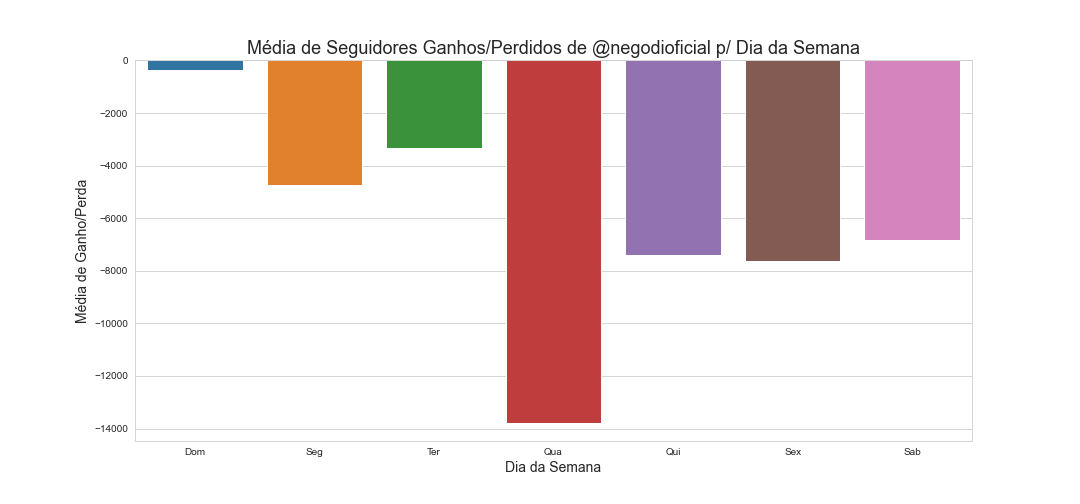 Média de Seguidores Ganhos/Perdidos de @negodioficial p/ Dia da Semana
0
−2000
−4000
−6000
−8000
−10000
−12000
−14000
Média de Ganho/Perda
Dom Seg Ter Qua Qui Sex Sab
Dia da Semana